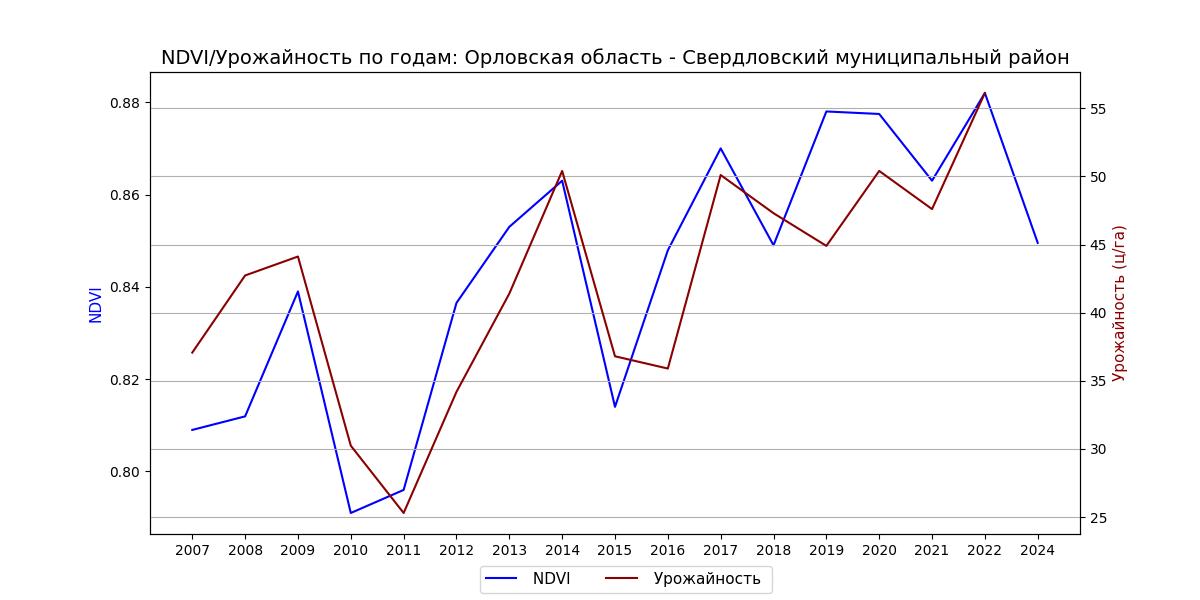 NDVI/Урожайность по годам: Орловская область - Свердловский муниципальный район
0.88
0.86
0.84
0.82
0.80
NDVI
55
50
45
40
35
30
25
Урожайность (ц/га)
2007 2008 2009 2010 2011 2012 2013 2014 2015 2016 2017 2018 2019 2020 2021 2022 2024
NDVI Урожайность